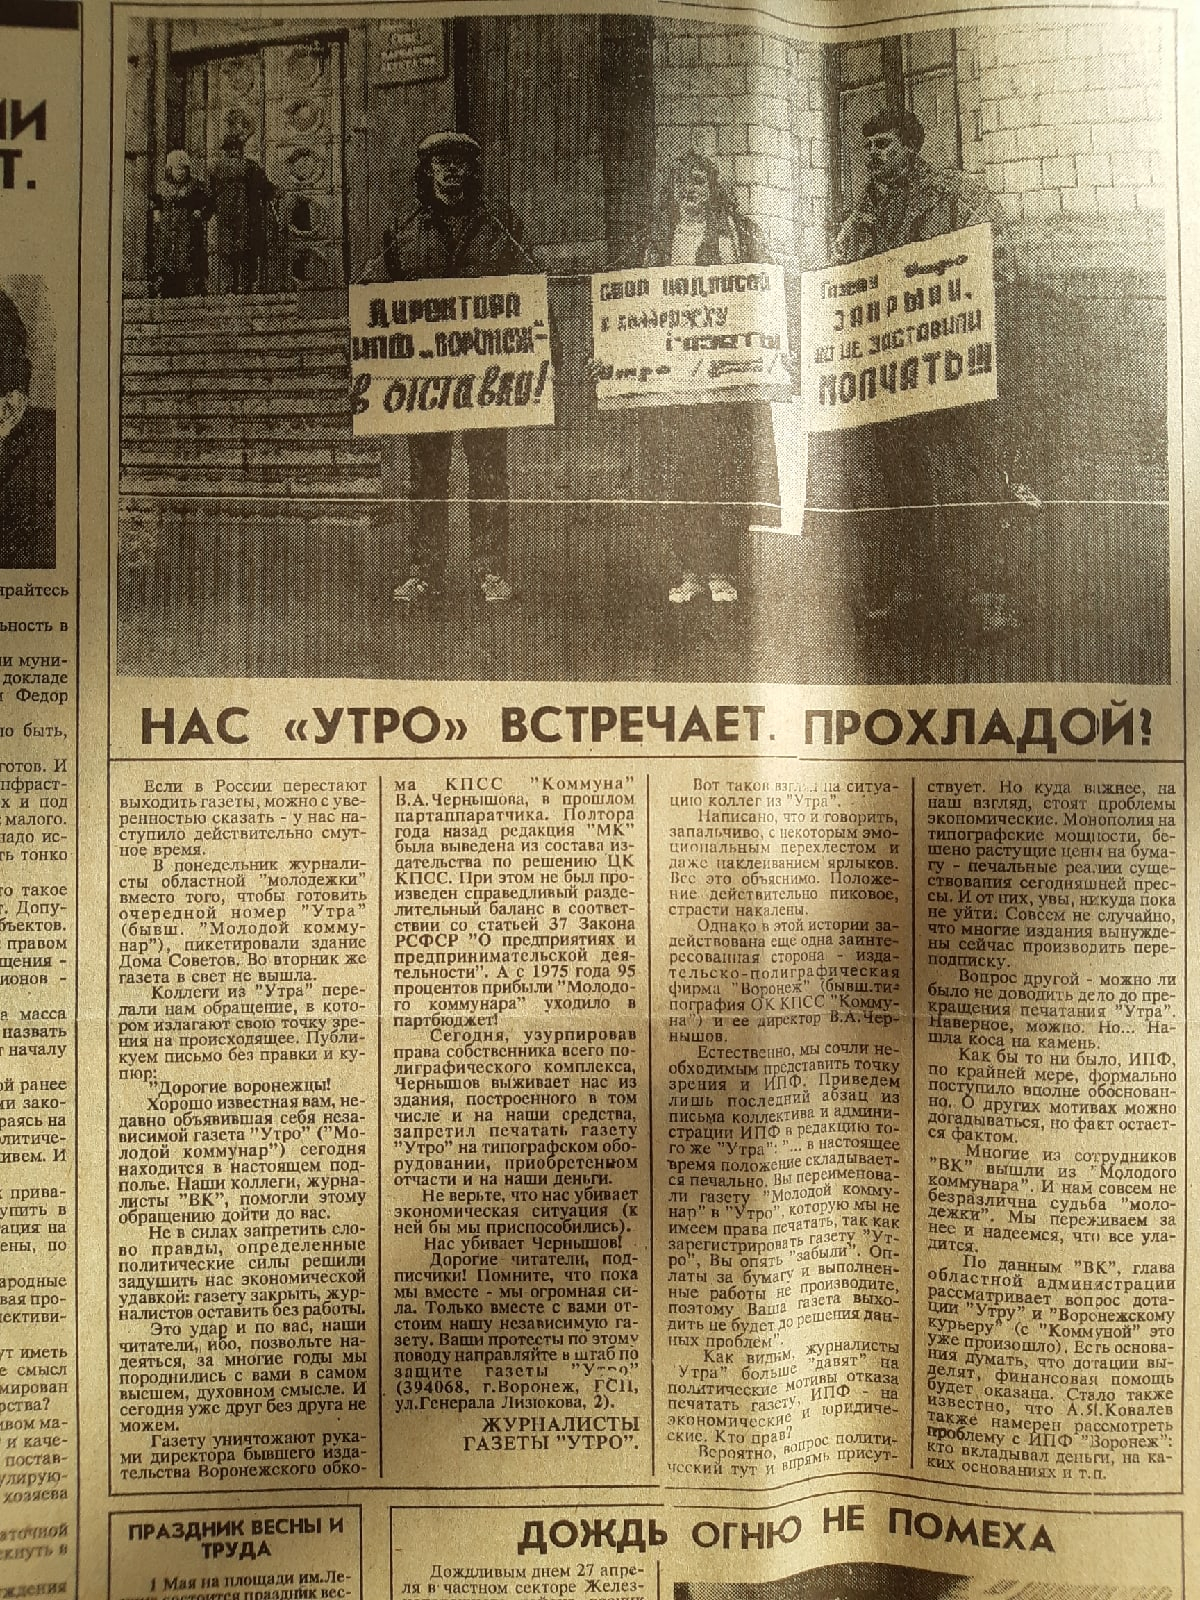 ДИРЕКТОРА
ИПФ „ВОРОНЕЖ"
В ОТСТАВКУ!
СБОР ПОДПИСЕЙ
В ПОДДЕРЖКУ
ГАЗЕТЫ
Утро
Газету Утро
ЗАКРЫЛИ,
НО НЕ ЗАСТАВИЛИ
МОЛЧАТЬ!!!
НАС «УТРО» ВСТРЕЧАЕТ. ПРОХЛАДОЙ?
Если в России перестают
выходить газеты, можно с уве-
ренностью сказать - у нас на-
ступило действительно смут-
ное время.
В понедельник журнали-
сты областной "молодежки"
вместо того, чтобы готовить
очередной номер "Утра"
(бывш. "Молодой комму-
нар"), пикетировали здание
Дома Советов. Во вторник же
газета в свет не вышла.
Коллеги из "Утра" пере-
дали нам обращение, в кото-
ром излагают свою точку зре-
ния на происходящее. Публи-
куем письмо без правки и ку-
пюр:
"Дорогие воронежцы!
Хорошо известная вам, не-
давно объявившая себя неза-
висимой газета "Утро" ("Мо-
лодой коммунар") сегодня
находится в настоящем под-
полье. Наши коллеги, журна-
листы "ВК", помогли этому
обращению дойти до вас.
Не в силах запретить сло-
во правды, определенные
политические силы решили
задушить нас экономической
удавкой: газету закрыть, жур-
налистов оставить без работы.
Это удар и по вас, наши
читатели, ибо, позвольте на-
деяться, за многие годы мы
породнились с вами в самом
высшем, духовном смысле. И
сегодня уже друг без друга не
можем.
Газету уничтожают рука-
ми директора бывшего изда-
тельства Воронежского обко-
ма КПСС "Коммуна"
В.А.Чернышова, в прошлом
партаппаратчика. Полтора
года назад редакция "МК"
была выведена из состава из-
дательства по решению ЦК
КПСС. При этом не был про-
изведен справедливый разде-
лительный баланс в соответ-
ствии со статьей 37 Закона
РСФСР "О предприятиях и
предпринимательской дея-
тельности". А с 1975 года 95
процентов прибыли "Молодо-
го коммунара" уходило в
партбюджет!
Сегодня, узурпировав
права собственника всего по-
лиграфического комплекса,
Чернышов выживает нас из
здания, построенного в том
числе и на наши средства,
запретил печатать газету
"Утро" на типографском обо-
рудовании, приобретенном
отчасти и на наши деньги.
Не верьте, что нас убивает
экономическая ситуация (к
ней бы мы приспособились).
Нас убивает Чернышов!
Дорогие читатели, под-
писчики! Помните, что пока
мы вместе - мы огромная си-
ла. Только вместе с вами от-
стоим нашу независимую га-
зету. Ваши протесты по этому
поводу направляйте в штаб по
защите газеты "Утро"
(394068, г.Воронеж, ГСП,
ул.Генерала Лизюкова, 2).
ЖУРНАЛИСТЫ
ГАЗЕТЫ "УТРО".
Вот таков взгляд на ситуа-
цию коллег из "Утра".
Написано, что и говорить,
запальчиво, с некоторым эмо-
циональным перехлестом и
даже наклеиванием ярлыков.
Все это объяснимо. Положе-
ние действительно пиковое,
страсти накалены.
Однако в этой истории за-
действована еще одна заинте-
ресованная сторона - изда-
тельско-полиграфическая
фирма "Воронеж" (бывш.ти-
пография ОК КПСС "Комму-
на") и ее директор В.А.Чер-
нышов.
Естественно, мы сочли не-
обходимым представить точку
зрения и ИПФ. Приведем
лишь последний абзац из
письма коллектива и админи-
страции ИПФ в редакцию то-
го же "Утра": "... в настоящее
время положение складывает-
ся печально. Вы переименова-
ли газету "Молодой комму-
нар" в "Утро", которую мы не
имеем права печатать, так как
зарегистрировать газету "Ут-
ро", Вы опять "забыли". Оп-
латы за бумагу и выполнен-
ные работы не производите,
поэтому Ваша газета выхо-
дить не будет до решения дан-
ных проблем".
Как видим, журналисты
"Утра" больше "давят" на
политические мотивы отказа
печатать газету, ИПФ - на
экономические и юридиче-
ские. Кто прав?
Вероятно, вопрос полити-
ческий тут и впрямь присут-
ствует. Но куда важнее, на
наш взгляд, стоят проблемы
экономические. Монополия на
типографские мощности, бе-
шено растущие цены на бума-
гу - печальные реалии суще-
ствования сегодняшней прес-
сы. И от них, увы, никуда пока
не уйти. Совсем не случайно,
что многие издания вынужде-
ны сейчас производить пере-
подписку.
Вопрос другой - можно ли
было не доводить дело до пре-
кращения печатания "Утра".
Наверное, можно. Но... На-
шла коса на камень.
Как бы то ни было, ИПФ,
по крайней мере, формально
поступило вполне обоснован-
но. О других мотивах можно
догадываться, но факт остает-
ся фактом.
Многие из сотрудников
"ВК" вышли из "Молодого
коммунара". И нам совсем не
безразлична судьба "моло-
дежки". Мы переживаем за
нее и надеемся, что все ула-
дится.
По данным "ВК", глава
областной администрации
рассматривает вопрос дота-
ции "Утру" и "Воронежскому
курьеру" (с "Коммуной" это
уже произошло). Есть основа-
ния думать, что дотации вы-
делят, финансовая помощь
будет оказана. Стало также
известно, что А.Я.Ковалев
также намерен рассмотреть
проблему с ИПФ "Воронеж":
кто вкладывал деньги, на ка-
ких основаниях и т.п.
ПРАЗДНИК ВЕСНЫ И
ТРУДА
1 Мая на площади им.Ле-
состоится праздник вес-
ДОЖДЬ ОГНЮ НЕ ПОМЕХА
Дождливым днем 27 апре-
ля в частном секторе Желез-